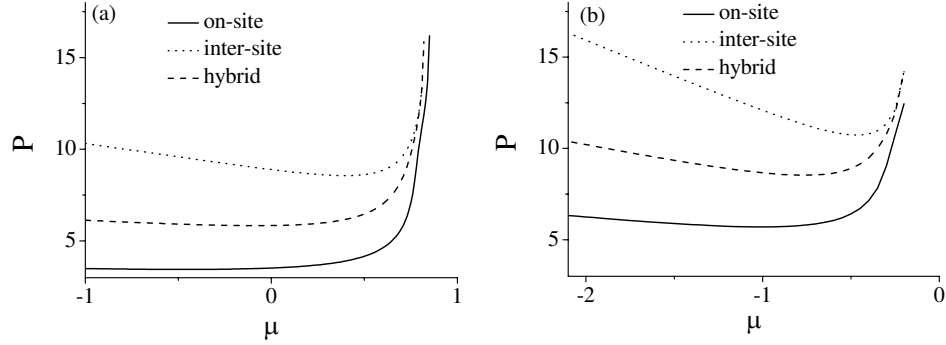 (a)
on-site
inter-site
hybrid
15
10
5
P
-1
0
1
μ
(b)
on-site
inter-site
hybrid
15
10
5
P
-2
-1
0
μ